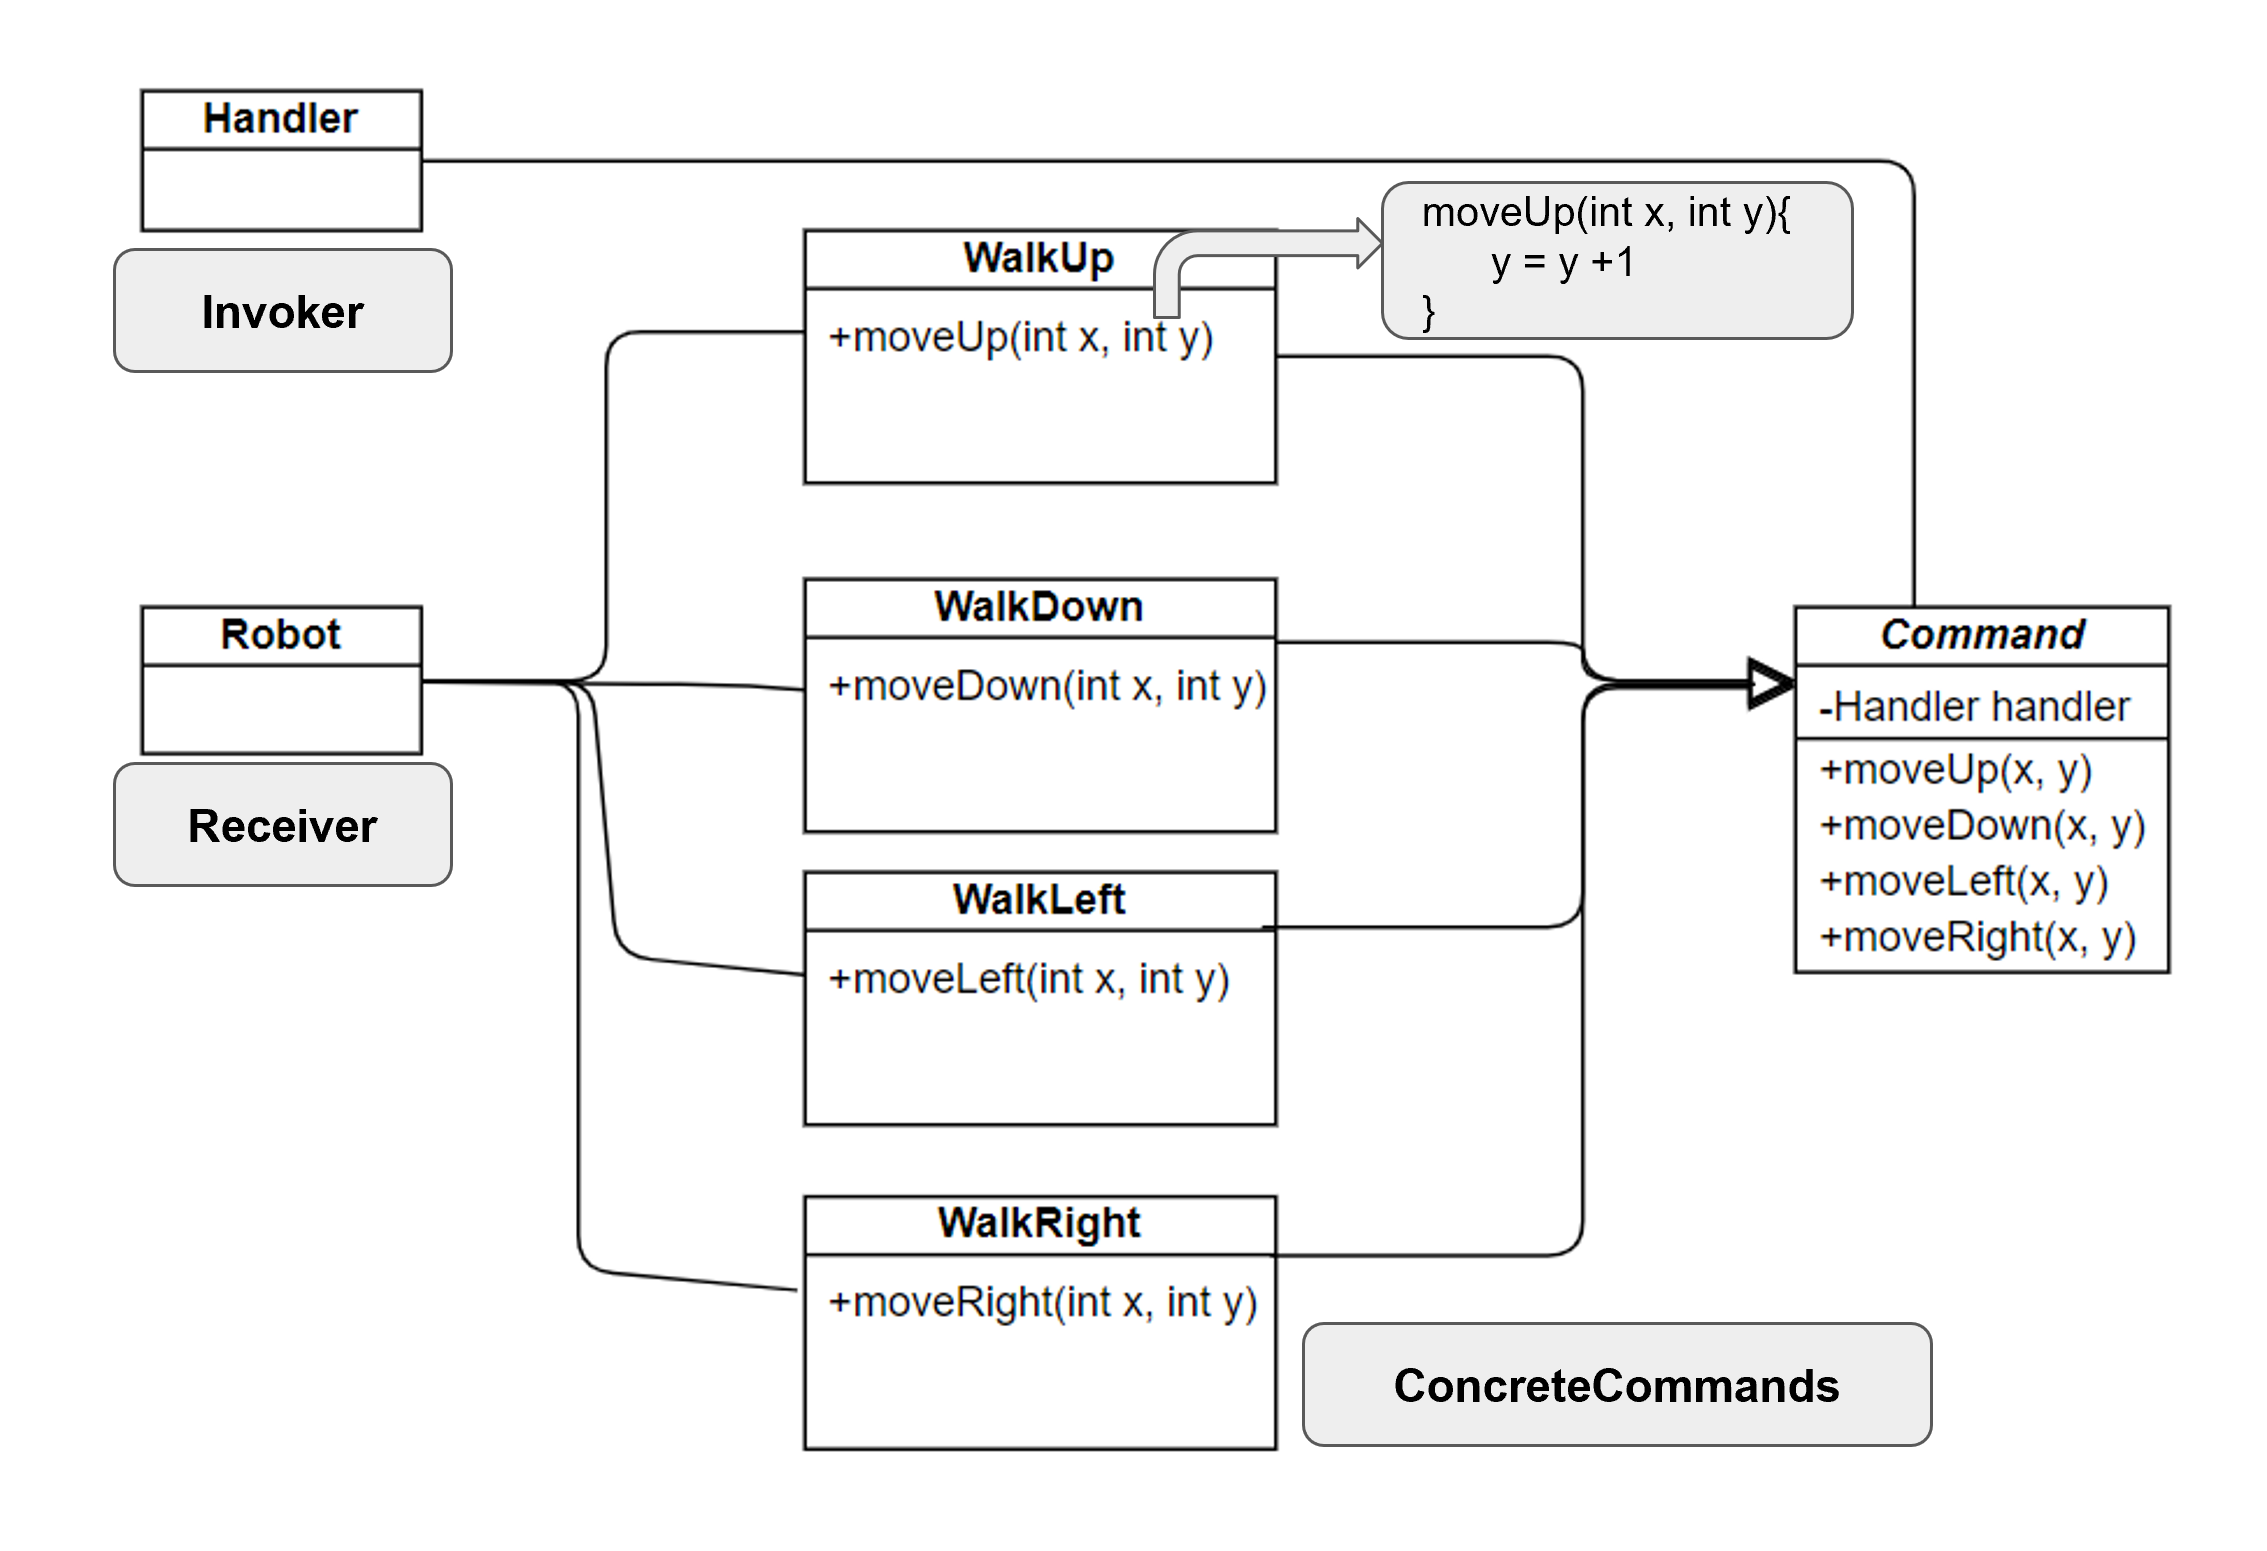 Handler
Invoker
WalkUp
+moveUp(int x, int y)
moveUp(int x, int y){
y = y +1
}
Robot
Receiver
WalkDown
+moveDown(int x, int y)
WalkLeft
+moveLeft(int x, int y)
WalkRight
+moveRight(int x, int y)
Command
-Handler handler
+moveUp(x, y)
+moveDown(x, y)
+moveLeft(x, y)
+moveRight(x, y)
ConcreteCommands